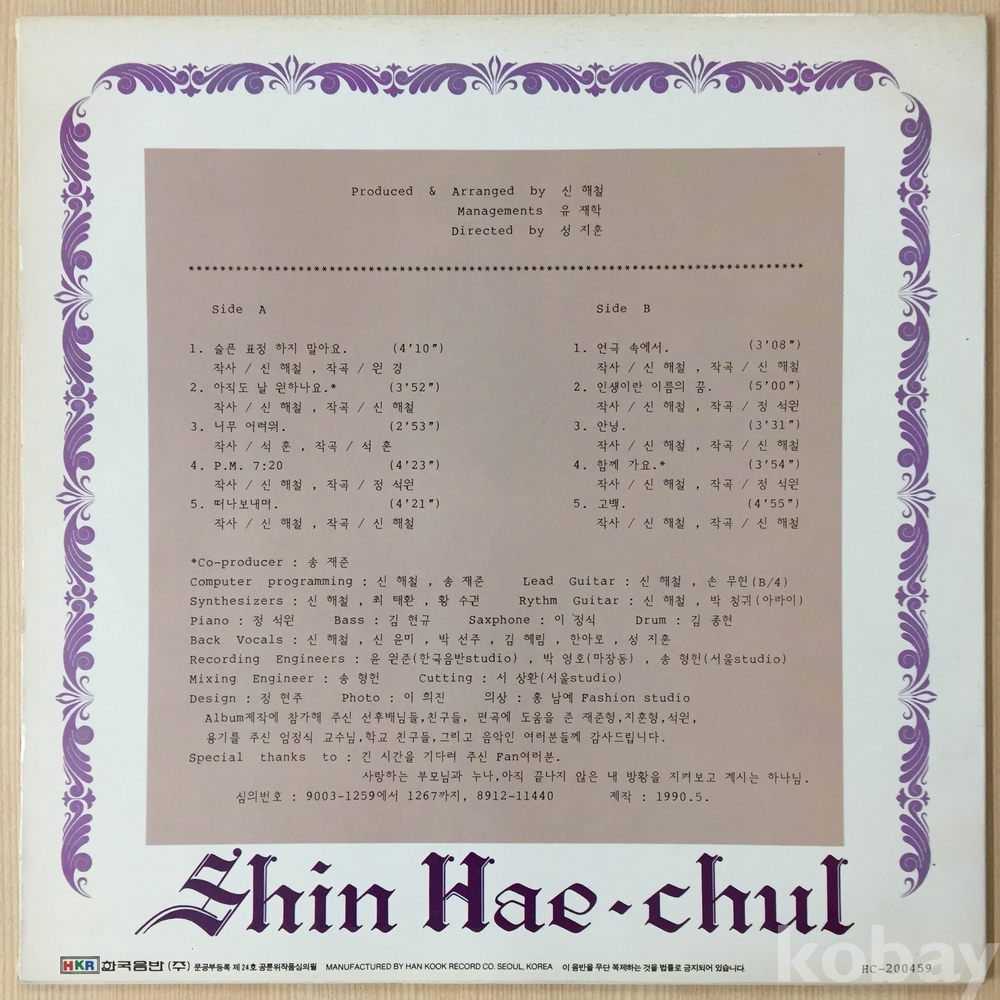 Produced & Arranged by 신 해철
Managements 유 재학
Directed by 성 지훈
Side A
1. 슬픈 표정 하지 말아요. (4'10")
작사 / 신 해철 , 작곡 / 원 경
2. 아직도 날 원하나요.* (3'52")
작사 / 신 해철 , 작곡 / 신 해철
3. 너무 어려워. (2'53")
작사 / 석 훈 , 작곡 / 석 훈
4. P.M. 7:20 (4'23")
작사 / 신 해철 , 작곡 / 정 석원
5. 떠나보내며. (4'21")
작사 / 신 해철 , 작곡 / 신 해철
Side B
1. 연극 속에서. (3'08")
작사 / 신 해철 , 작곡 / 신 해철
2. 인생이란 이름의 꿈. (5'00")
작사 / 신 해철 , 작곡 / 정 석원
3. 안녕. (3'31")
작사 / 신 해철 , 작곡 / 신 해철
4. 함께 가요.* (3'54")
작사 / 신 해철 , 작곡 / 정 석원
5. 고백. (4'55")
작사 / 신 해철 , 작곡 / 신 해철
*Co-producer : 송 재준
Computer programming : 신 해철 , 송 재준 Lead Guitar : 신 해철 , 손 무현(B/4)
Synthesizers : 신 해철 , 최 태환 , 황 수권 Rythm Guitar : 신 해철 , 박 청귀(아라이)
Piano : 정 석원 Bass : 김 현규 Saxphone : 이 정식 Drum : 김 종현
Back Vocals : 신 해철 , 신 윤미 , 박 선주 , 김 혜림 , 한아로 , 성 지훈
Recording Engineers : 윤 원준(한국음반studio) , 박 영호(마장동) , 송 형헌(서울studio)
Mixing Engineer : 송 형헌 Cutting : 서 상환(서울studio)
Design : 정 현주 Photo : 이 희진 의상 : 홍 남예 Fashion studio
Album제작에 참가해 주신 선후배님들,친구들, 편곡에 도움을 준 재준형,지훈형,석원,
용기를 주신 엄정식 교수님,학교 친구들,그리고 음악인 여러분들께 감사드립니다.
Special thanks to : 긴 시간을 기다려 주신 Fan여러분.
사랑하는 부모님과 누나,아직 끝나지 않은 내 방황을 지켜보고 계시는 하나님.
심의번호 : 9003-1259에서 1267까지, 8912-11440 제작 : 1990.5.
Shin Hae-chul
HKR 한국음반(주) 문공부등록 제24호 공륜위작품심의필 MANUFACTURED BY HAN KOOK RECORD CO. SEOUL, KOREA 이 음반을 무단 복제하는 것을 법률로 금지되어 있습니다. HC-200459
kobay